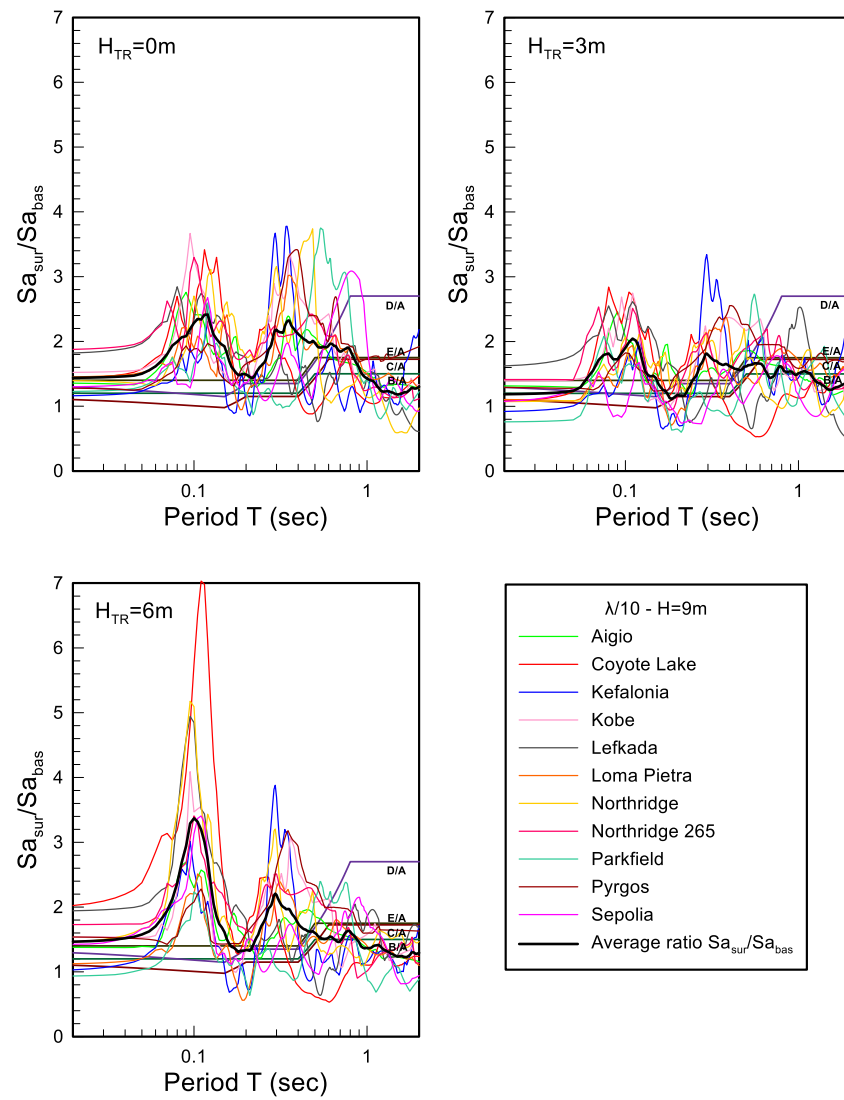 H_TR=0m
7
6
5
4
3
2
1
0
Sa_sur/Sa_bas
D/A
E/A
C/A
B/A
0.1 1
Period T (sec)
H_TR=3m
7
6
5
4
3
2
1
0
Sa_sur/Sa_bas
D/A
E/A
C/A
B/A
0.1 1
Period T (sec)
H_TR=6m
7
6
5
4
3
2
1
0
Sa_sur/Sa_bas
D/A
E/A
C/A
B/A
0.1 1
Period T (sec)
λ/10 - H=9m
Aigio
Coyote Lake
Kefalonia
Kobe
Lefkada
Loma Pietra
Northridge
Northridge 265
Parkfield
Pyrgos
Sepolia
Average ratio Sa_sur/Sa_bas